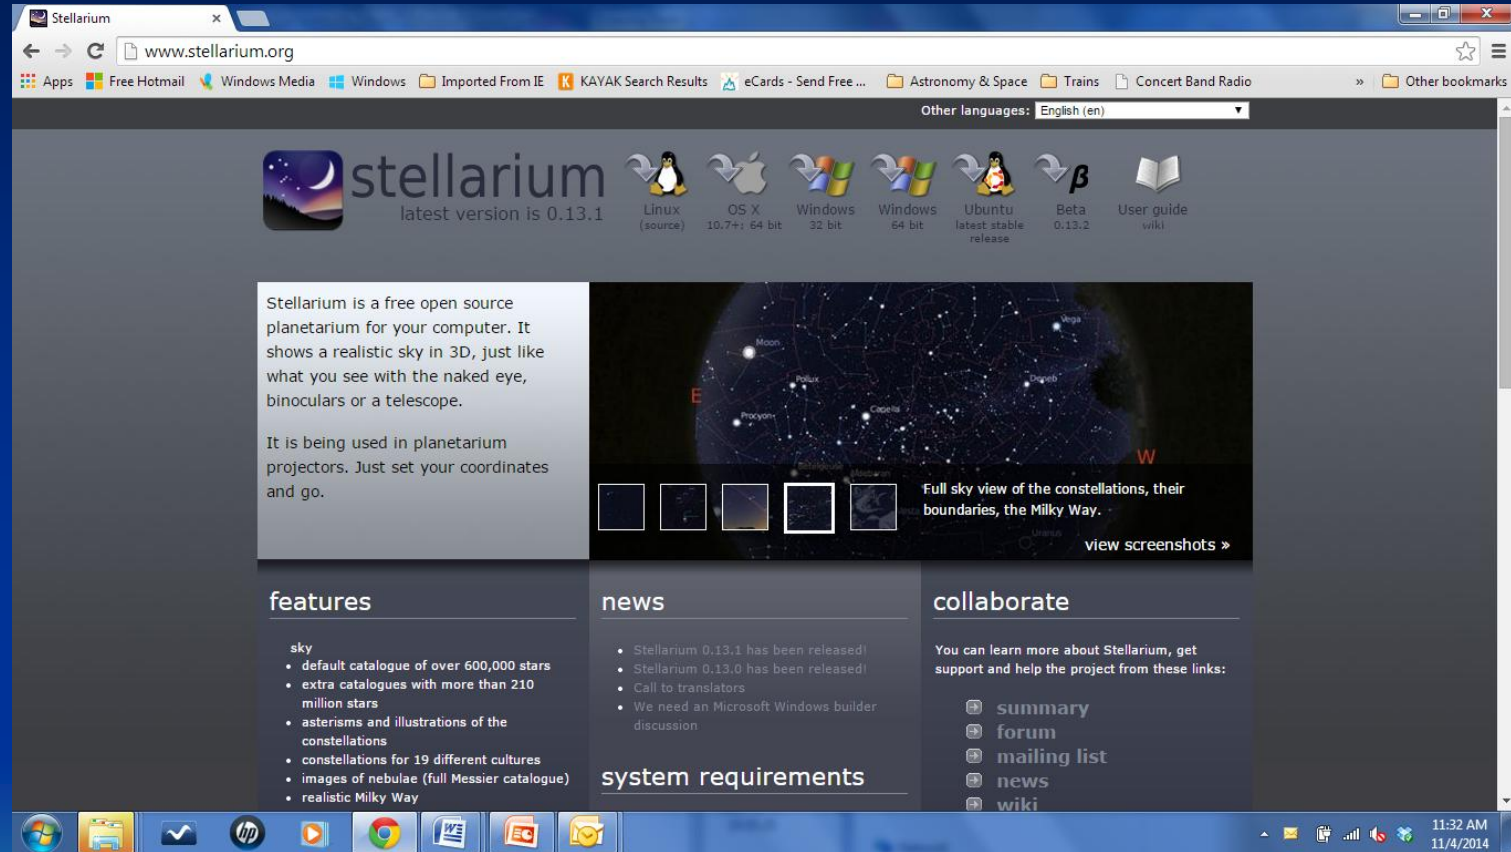 Stellarium
www.stellarium.org
Apps Free Hotmail Windows Media Windows Imported From IE KAYAK Search Results eCards - Send Free ... Astronomy & Space Trains Concert Band Radio » Other bookmarks
Other languages: English (en)
stellarium
latest version is 0.13.1
Linux
(source)
OS X
10.7+; 64 bit
Windows
32 bit
Windows
64 bit
Ubuntu
latest stable
release
Beta
0.13.2
User guide
wiki
β
Stellarium is a free open source
planetarium for your computer. It
shows a realistic sky in 3D, just like
what you see with the naked eye,
binoculars or a telescope.
It is being used in planetarium
projectors. Just set your coordinates
and go.
Vega
Moon
Pollux
Deneb
E
Procyon
Capella
W
Full sky view of the constellations, their
boundaries, the Milky Way.
Uranus
view screenshots »
features
sky
• default catalogue of over 600,000 stars
• extra catalogues with more than 210
million stars
• asterisms and illustrations of the
constellations
• constellations for 19 different cultures
• images of nebulae (full Messier catalogue)
• realistic Milky Way
news
• Stellarium 0.13.1 has been released!
• Stellarium 0.13.0 has been released!
• Call to translators
• We need an Microsoft Windows builder
discussion
system requirements
collaborate
You can learn more about Stellarium, get
support and help the project from these links:
summary
forum
mailing list
news
wiki
hp
11:32 AM
11/4/2014